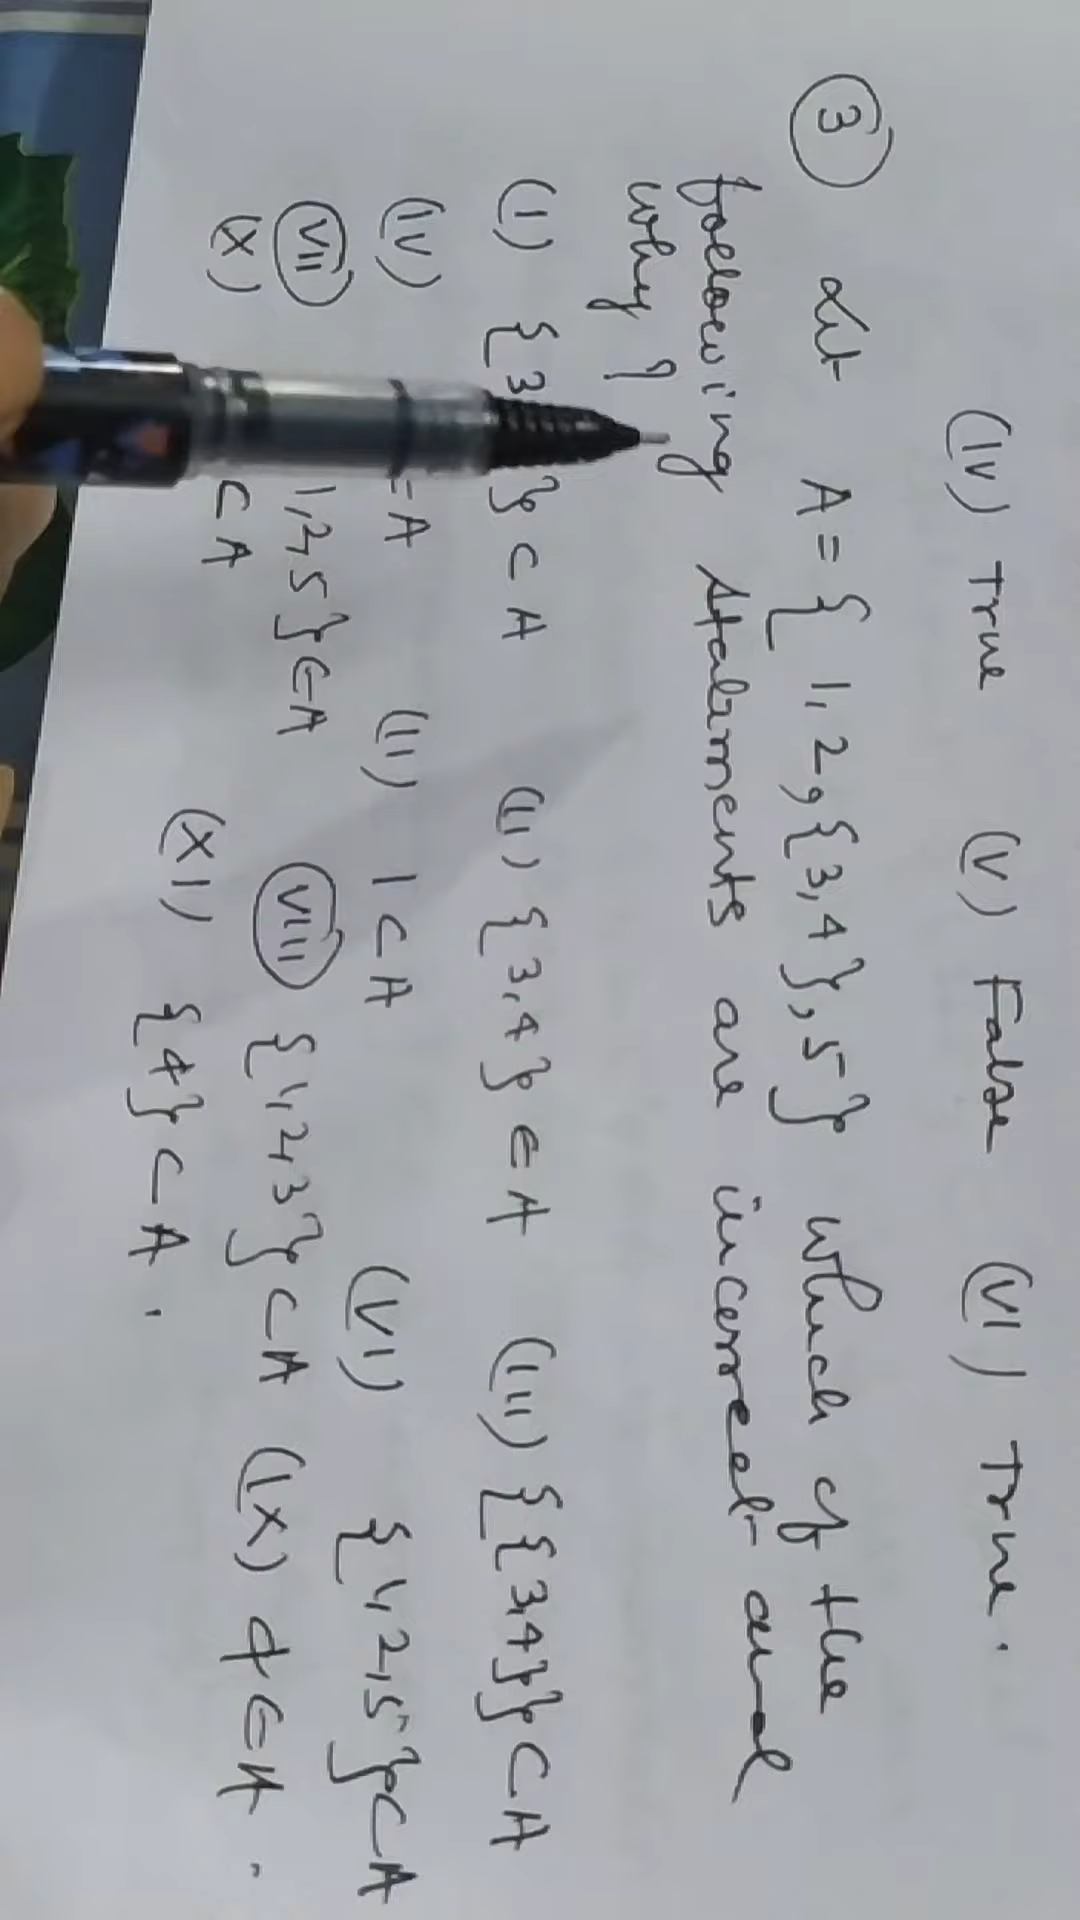 (IV) True (V) False (VI) True.
③ Let A = { 1, 2, {3, 4}, 5} which of the
following statements are incorrect and
why?
(I) {3 } ⊂ A (II) {3, 4} ∈ A (III) {{3,4}} ⊂ A
(IV) ∈ A (II) 1 ⊂ A (VI) {1, 2, 5} ⊂ A
(VII) 1, 2, 5} ∈ A (VIII) {1, 2, 3} ⊂ A (IX) ϕ ∈ A.
(X) ⊂ A (XI) {4} ⊂ A.